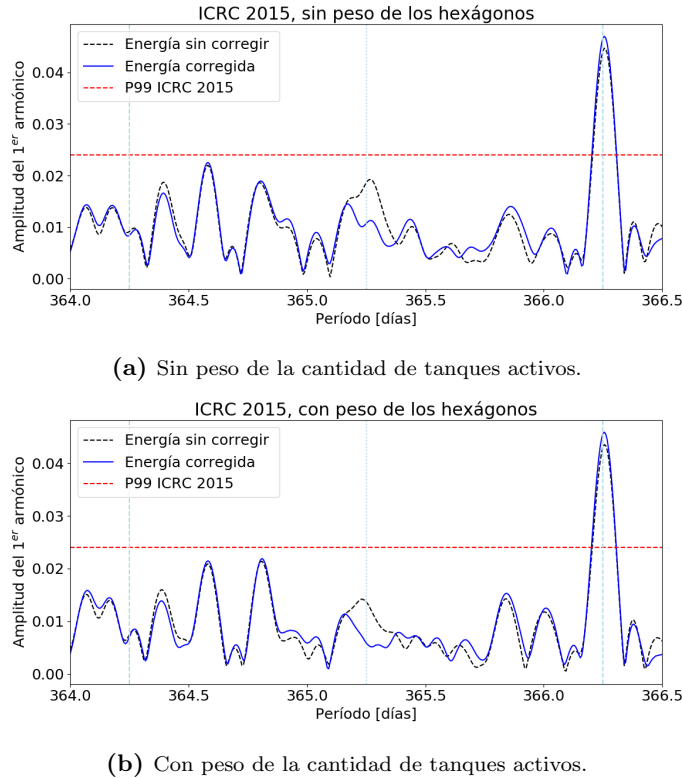 ICRC 2015, sin peso de los hexágonos
Energía sin corregir
Energía corregida
P99 ICRC 2015
Amplitud del 1er armónico
0.04
0.03
0.02
0.01
0.00
364.0 364.5 365.0 365.5 366.0 366.5
Período [días]
(a) Sin peso de la cantidad de tanques activos.
ICRC 2015, con peso de los hexágonos
Energía sin corregir
Energía corregida
P99 ICRC 2015
Amplitud del 1er armónico
0.04
0.03
0.02
0.01
0.00
364.0 364.5 365.0 365.5 366.0 366.5
Período [días]
(b) Con peso de la cantidad de tanques activos.